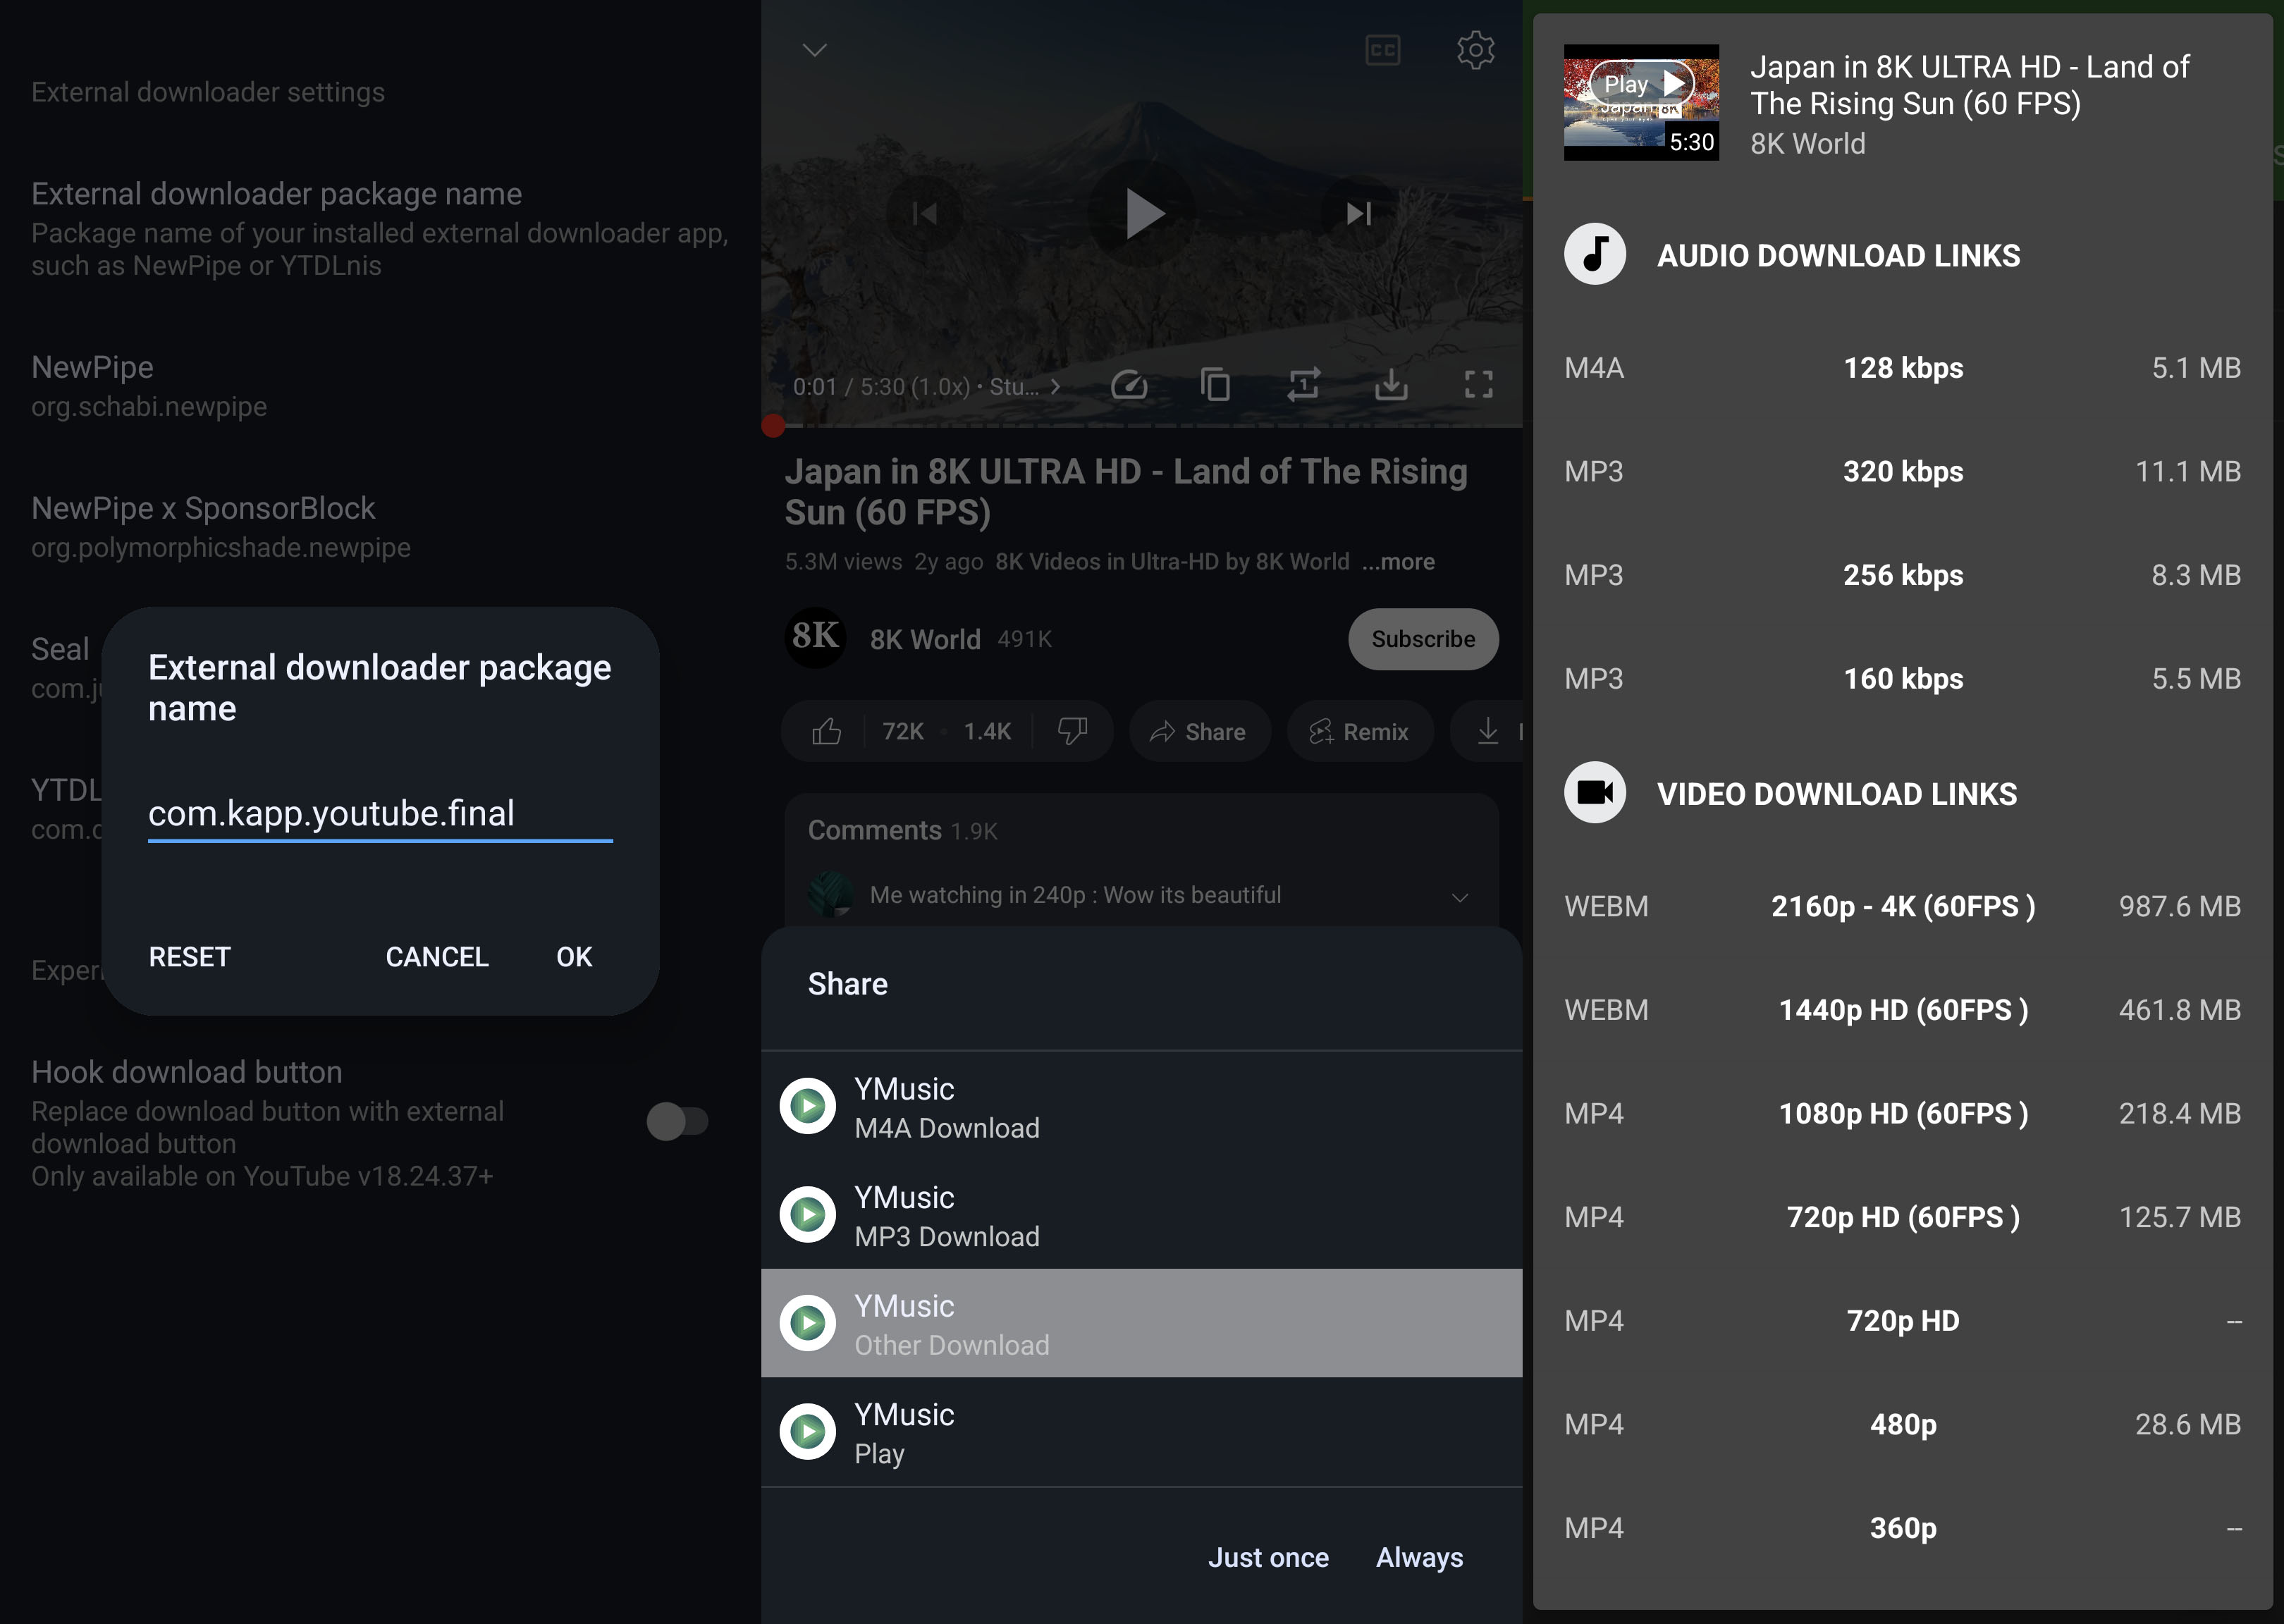 External downloader settings
External downloader package name
Package name of your installed external downloader app,
such as NewPipe or YTDLnis
NewPipe
org.schabi.newpipe
NewPipe x SponsorBlock
org.polymorphicshade.newpipe
Seal
External downloader package
name
com.kapp.youtube.final
RESET CANCEL OK
Hook download button
Replace download button with external
download button
Only available on YouTube v18.24.37+
CC
0:01 / 5:30 (1.0x) • Stu...
1
Japan in 8K ULTRA HD - Land of The Rising
Sun (60 FPS)
5.3M views 2y ago 8K Videos in Ultra-HD by 8K World ...more
8K 8K World 491K Subscribe
72K • 1.4K Share Remix
Comments 1.9K
Me watching in 240p : Wow its beautiful
Share
YMusic
M4A Download
YMusic
MP3 Download
YMusic
Other Download
YMusic
Play
Just once Always
Play
Japan 8K
5:30
Japan in 8K ULTRA HD - Land of
The Rising Sun (60 FPS)
8K World
AUDIO DOWNLOAD LINKS
M4A 128 kbps 5.1 MB
MP3 320 kbps 11.1 MB
MP3 256 kbps 8.3 MB
MP3 160 kbps 5.5 MB
VIDEO DOWNLOAD LINKS
WEBM 2160p - 4K (60FPS ) 987.6 MB
WEBM 1440p HD (60FPS ) 461.8 MB
MP4 1080p HD (60FPS ) 218.4 MB
MP4 720p HD (60FPS ) 125.7 MB
MP4 720p HD --
MP4 480p 28.6 MB
MP4 360p --